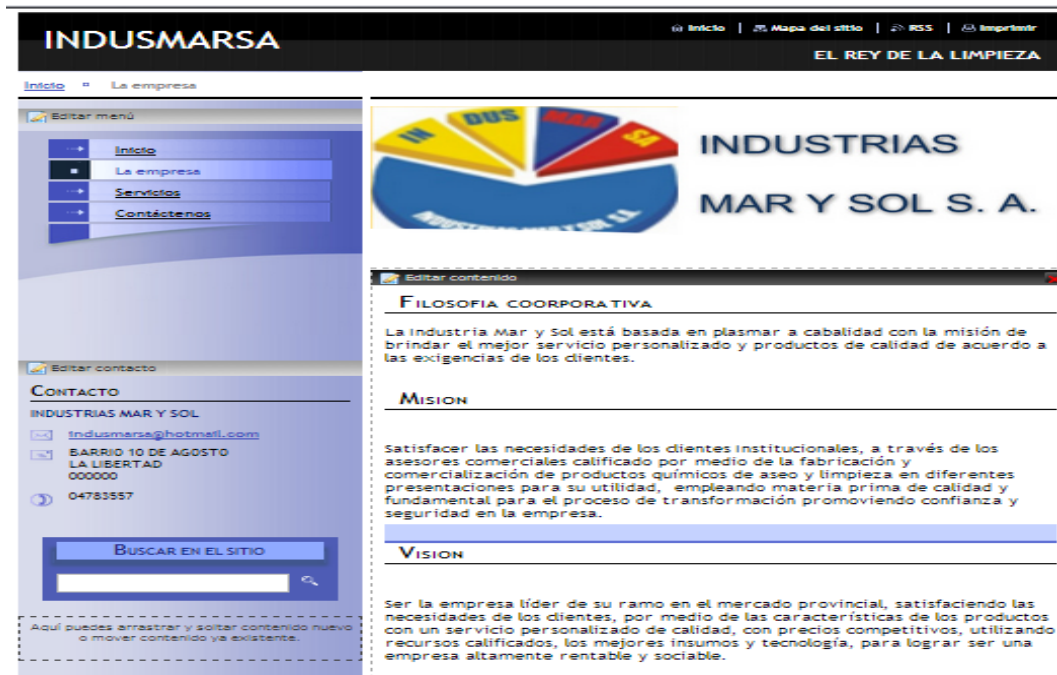 INDUSMARSA
Inicio | Mapa del sitio | RSS | Imprimir
EL REY DE LA LIMPIEZA
Inicio La empresa
Editar menú
Inicio
La empresa
Servicios
Contáctenos
IN DUS MAR SA
INDUSTRIAS MAR Y SOL S.A.
INDUSTRIAS
MAR Y SOL S. A.
Editar contacto
CONTACTO
INDUSTRIAS MAR Y SOL
indusmarsa@hotmail.com
BARRIO 10 DE AGOSTO
LA LIBERTAD
000000
04783557
BUSCAR EN EL SITIO
Aquí puedes arrastrar y soltar contenido nuevo
o mover contenido ya existente.
Editar contenido
FILOSOFIA COORPORATIVA
La Industria Mar y Sol está basada en plasmar a cabalidad con la misión de
brindar el mejor servicio personalizado y productos de calidad de acuerdo a
las exigencias de los clientes.
MISION
Satisfacer las necesidades de los clientes institucionales, a través de los
asesores comerciales calificado por medio de la fabricación y
comercialización de productos químicos de aseo y limpieza en diferentes
presentaciones para su utilidad, empleando materia prima de calidad y
fundamental para el proceso de transformación promoviendo confianza y
seguridad en la empresa.
VISION
Ser la empresa líder de su ramo en el mercado provincial, satisfaciendo las
necesidades de los clientes, por medio de las características de los productos
con un servicio personalizado de calidad, con precios competitivos, utilizando
recursos calificados, los mejores insumos y tecnología, para lograr ser una
empresa altamente rentable y sociable.